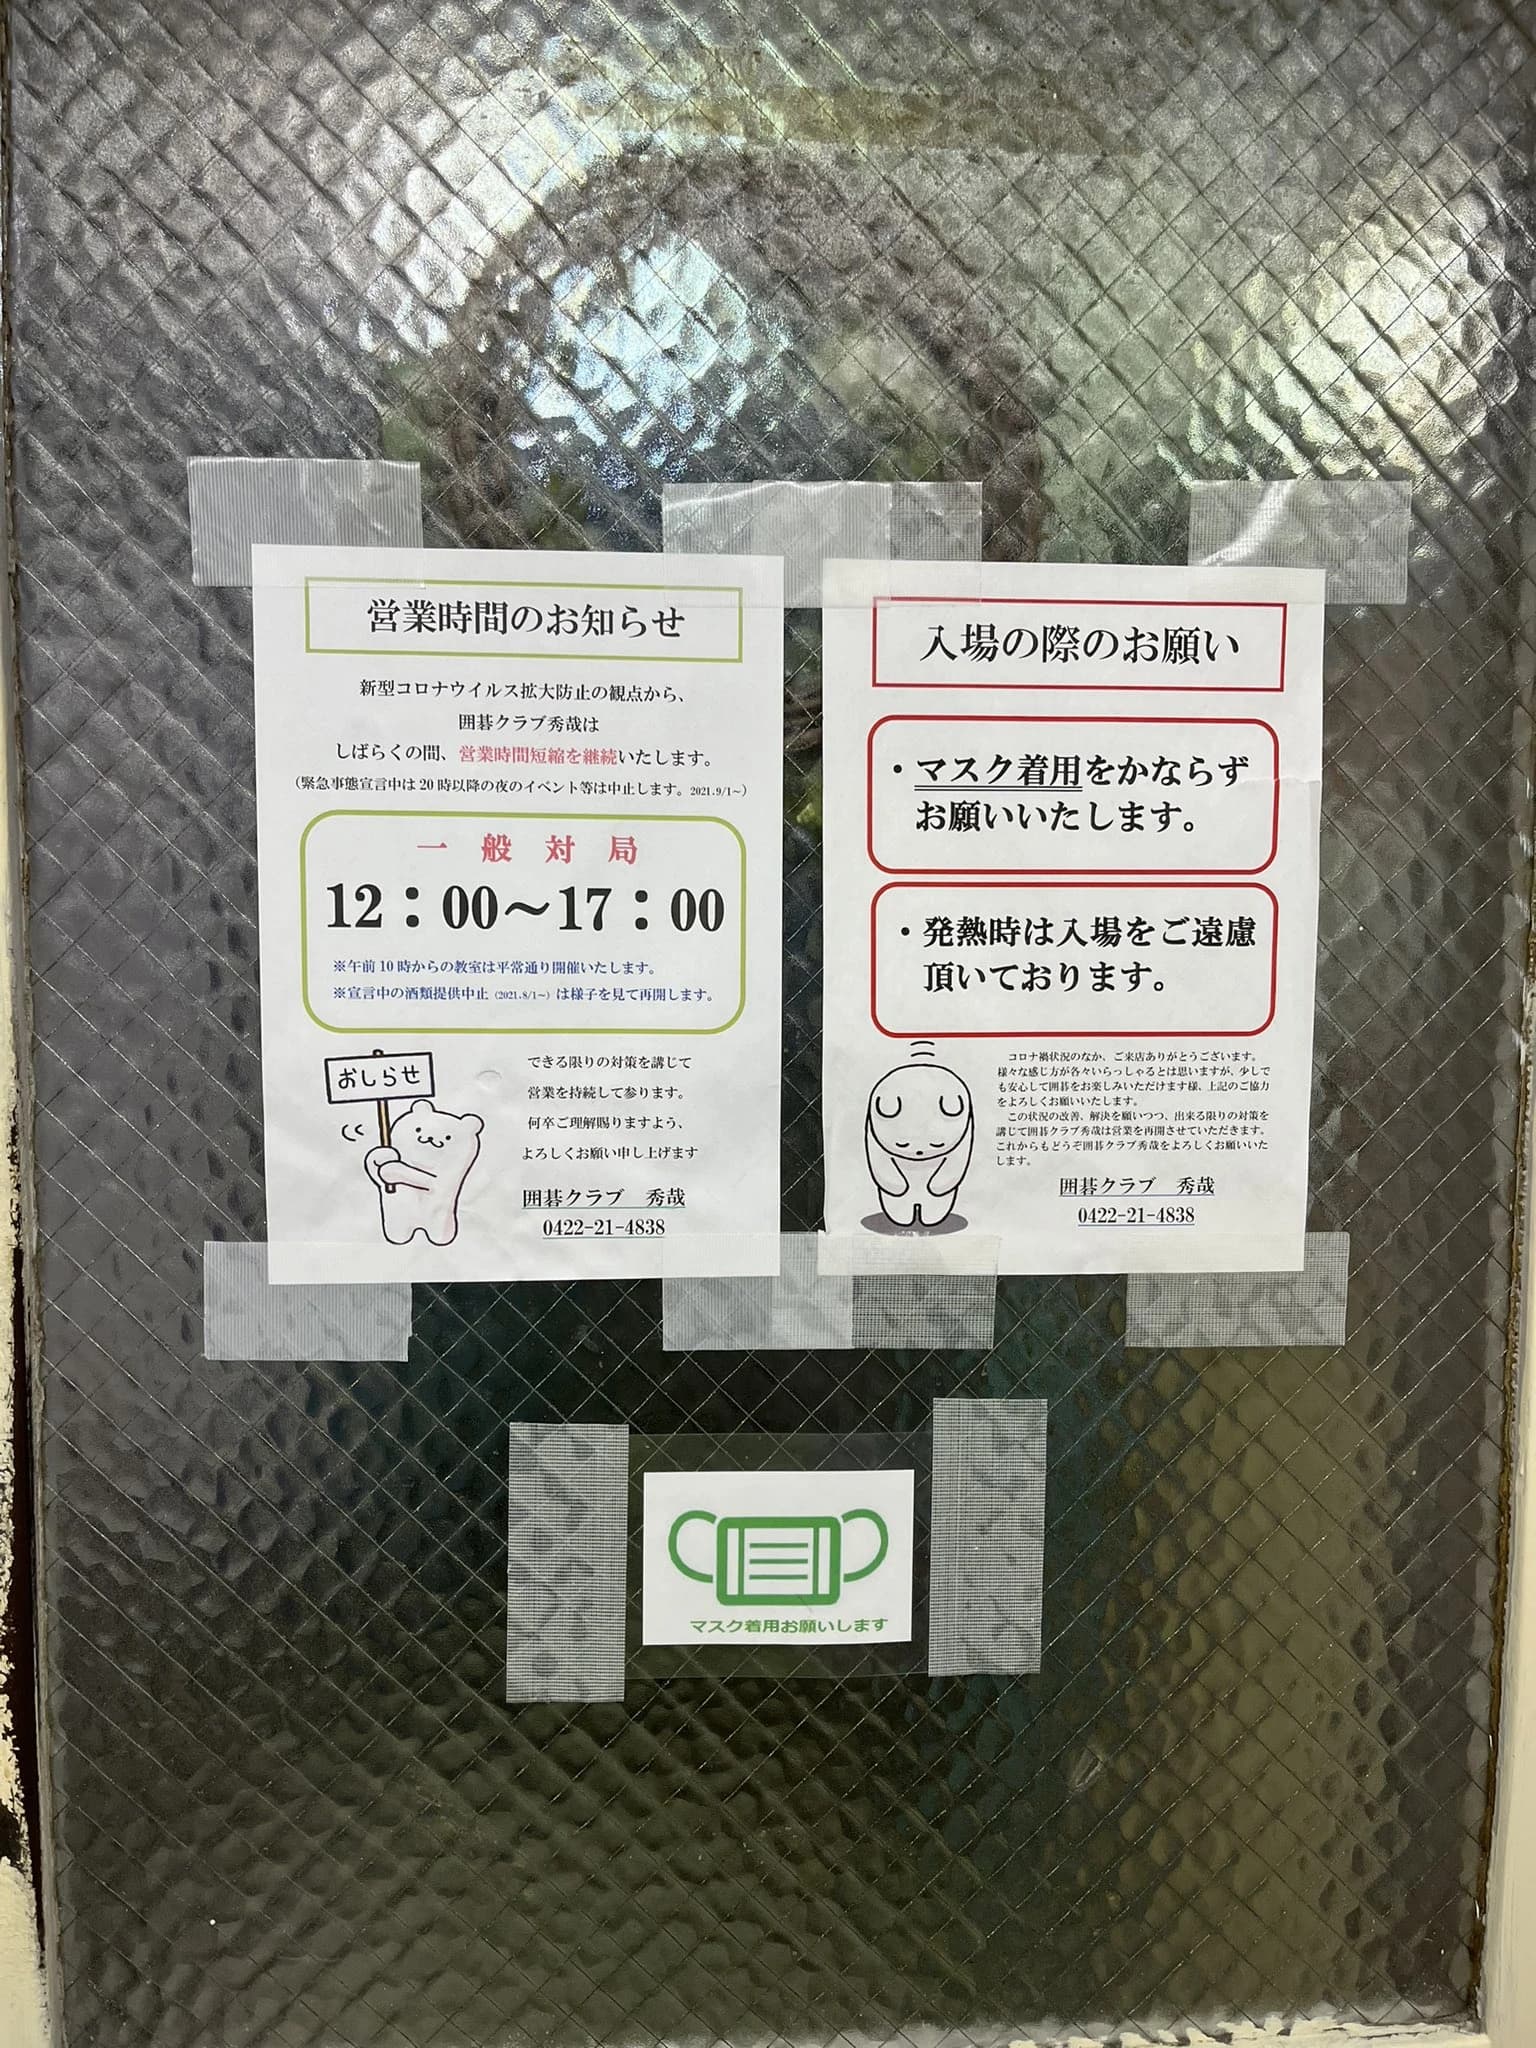 営業時間のお知らせ
新型コロナウイルス拡大防止の観点から、
囲碁クラブ秀哉は
しばらくの間、営業時間短縮を継続いたします。
（緊急事態宣言中は20時以降の夜のイベント等は中止します。2021.9/1～）
一般対局
12：00～17：00
※午前10時からの教室は平常通り開催いたします。
※宣言中の酒類提供中止（2021.8/1～）は様子を見て再開します。
おしらせ
できる限りの対策を講じて
営業を持続して参ります。
何卒ご理解賜りますよう、
よろしくお願い申し上げます
囲碁クラブ　秀哉
0422-21-4838
入場の際のお願い
・マスク着用をかならず
お願いいたします。
・発熱時は入場をご遠慮
頂いております。
コロナ禍状況のなか、ご来店ありがとうございます。
様々な感じ方が各々いらっしゃるとは思いますが、少しで
も安心して囲碁をお楽しみいただけます様、上記のご協力
をよろしくお願いいたします。
この状況の改善、解決を願いつつ、出来る限りの対策を
講じて囲碁クラブ秀哉は営業を再開させていただきます。
これからもどうぞ囲碁クラブ秀哉をよろしくお願いいた
します。
囲碁クラブ　秀哉
0422-21-4838
マスク着用お願いします